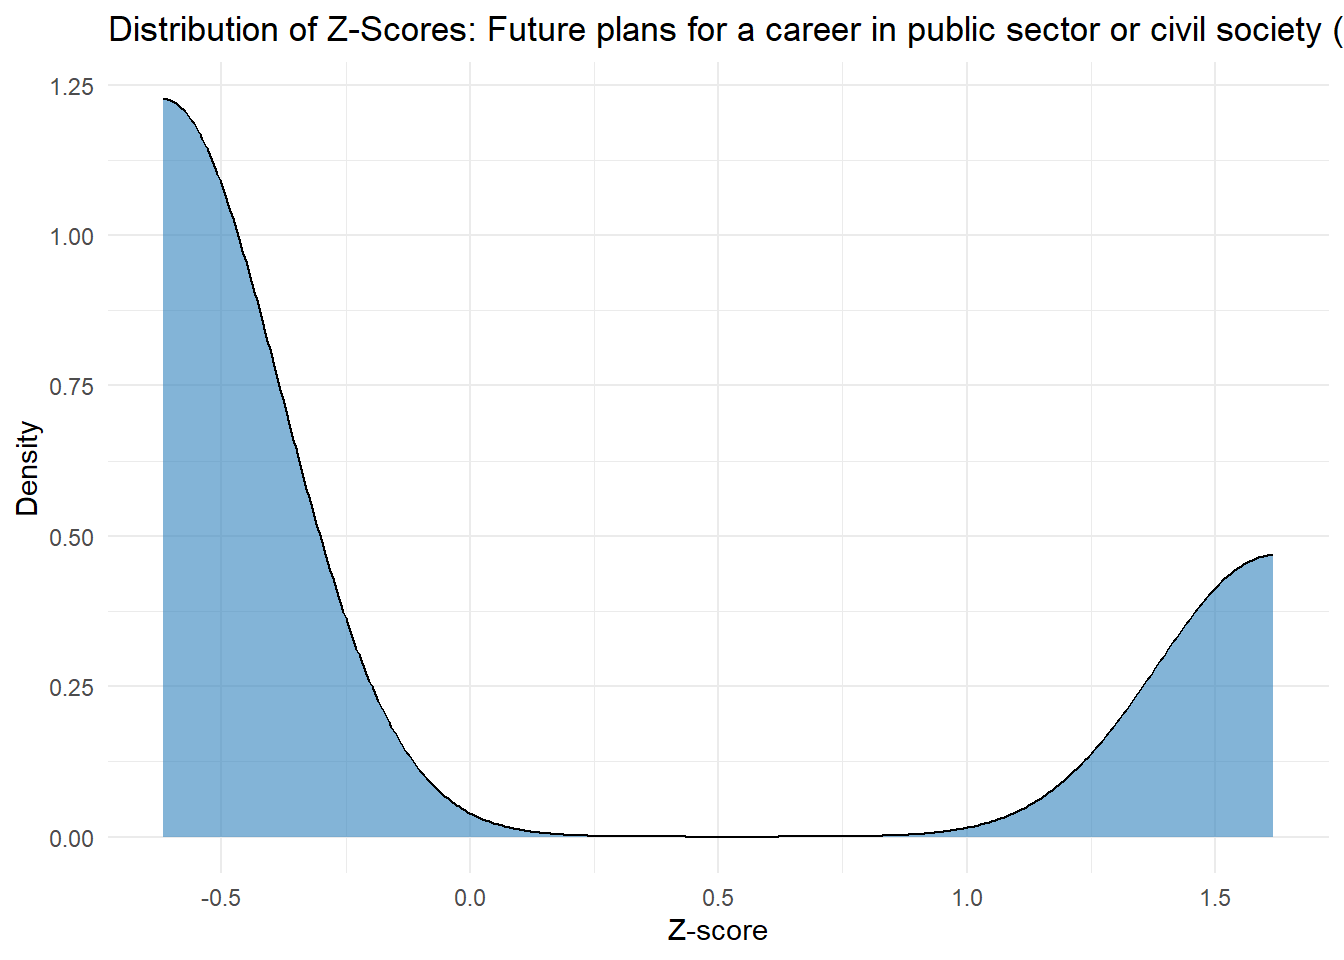 Distribution of Z-Scores: Future plans for a career in public sector or civil society (
1.25
1.00
0.75
0.50
0.25
0.00
Density
-0.5 0.0 0.5 1.0 1.5
Z-score